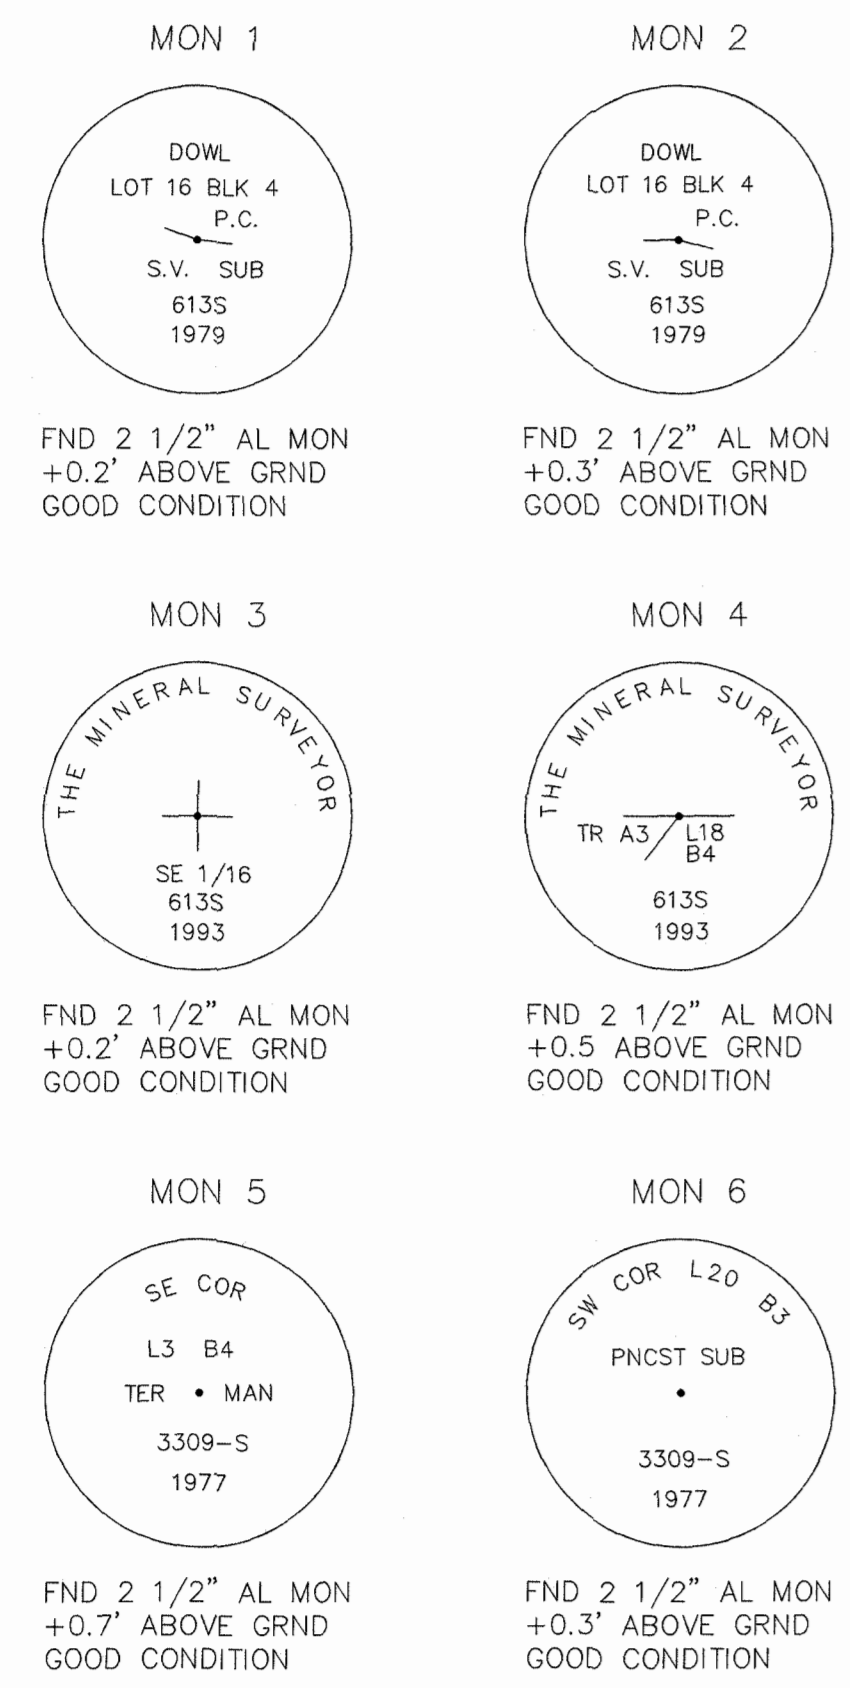 MON 1
DOWL
LOT 16 BLK 4
P.C.
S.V. SUB
613S
1979
FND 2 1/2" AL MON
+0.2' ABOVE GRND
GOOD CONDITION
MON 2
DOWL
LOT 16 BLK 4
P.C.
S.V. SUB
613S
1979
FND 2 1/2" AL MON
+0.3' ABOVE GRND
GOOD CONDITION
MON 3
THE MINERAL SURVEYOR
SE 1/16
613S
1993
FND 2 1/2" AL MON
+0.2' ABOVE GRND
GOOD CONDITION
MON 4
THE MINERAL SURVEYOR
TR A3 L18
B4
613S
1993
FND 2 1/2" AL MON
+0.5 ABOVE GRND
GOOD CONDITION
MON 5
SE COR
L3 B4
TER MAN
3309-S
1977
FND 2 1/2" AL MON
+0.7' ABOVE GRND
GOOD CONDITION
MON 6
SW COR L20 B3
PNCST SUB
3309-S
1977
FND 2 1/2" AL MON
+0.3' ABOVE GRND
GOOD CONDITION